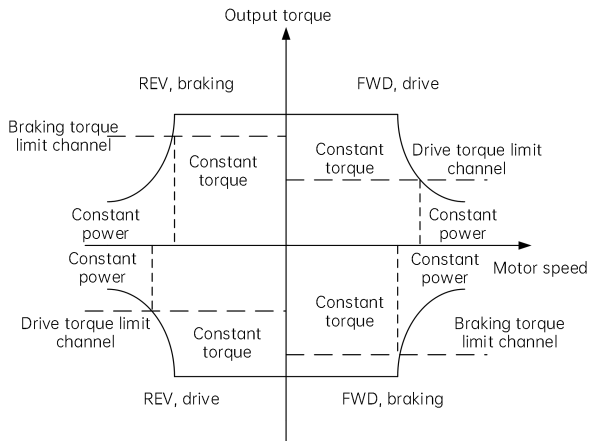 Output torque
REV, braking
FWD, drive
Braking torque
limit channel
Constant
torque
Constant
torque
Drive torque limit
channel
Constant
power
Constant
power
Constant
power
Constant
power
Motor speed
Drive torque limit
channel
Constant
torque
Constant
torque
Braking torque
limit channel
REV, drive
FWD, braking